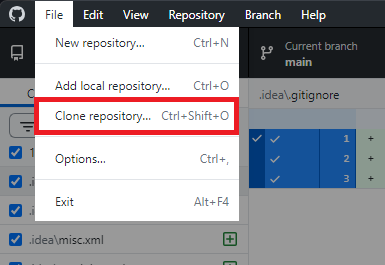 File Edit View Repository Branch Help
New repository... Ctrl+N
Current branch
main
Add local repository... Ctrl+O
Clone repository... Ctrl+Shift+O
.idea\.gitignore
Options... Ctrl+,
Exit Alt+F4
1 +
2 +
3 +
.idea\misc.xml